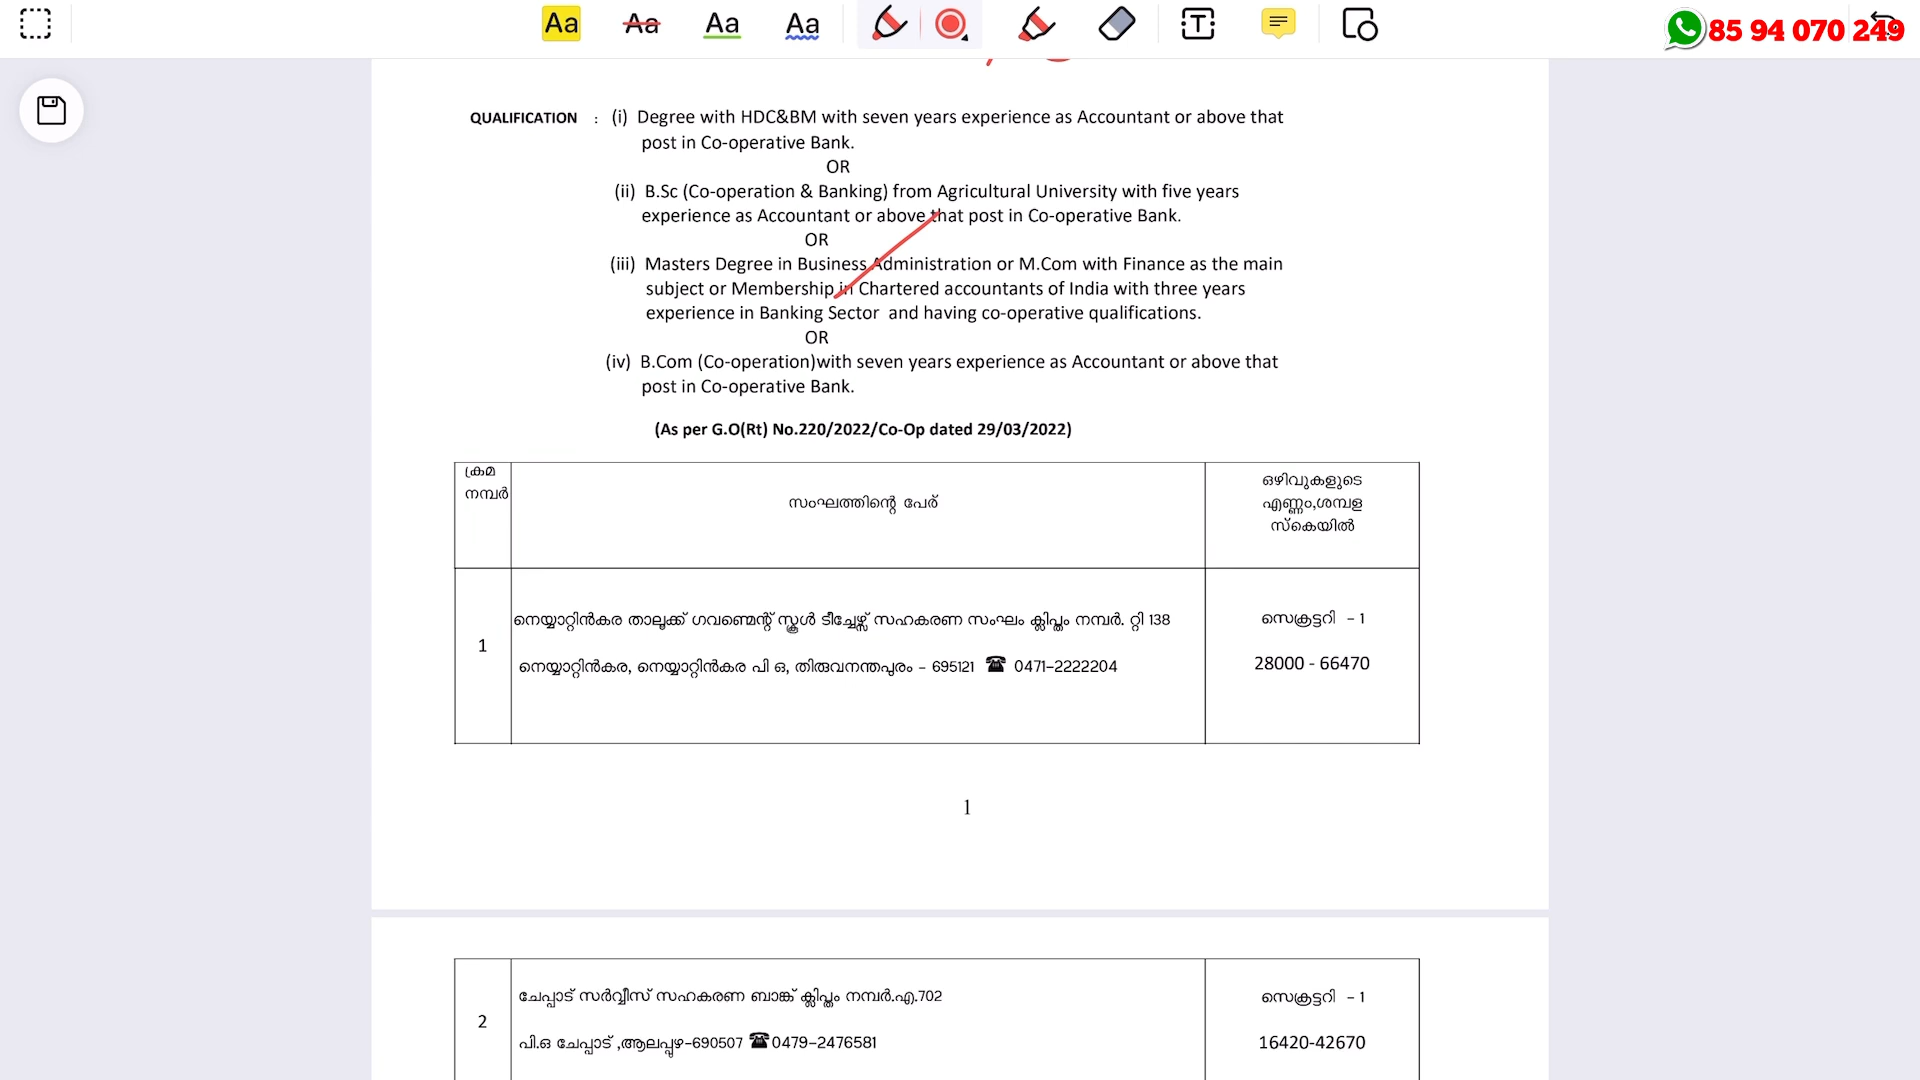 Aa Aa Aa Aa T
85 94 070 249
QUALIFICATION : (i) Degree with HDC&BM with seven years experience as Accountant or above that
post in Co-operative Bank.
OR
(ii) B.Sc (Co-operation & Banking) from Agricultural University with five years
experience as Accountant or above that post in Co-operative Bank.
OR
(iii) Masters Degree in Business Administration or M.Com with Finance as the main
subject or Membership in Chartered accountants of India with three years
experience in Banking Sector and having co-operative qualifications.
OR
(iv) B.Com (Co-operation)with seven years experience as Accountant or above that
post in Co-operative Bank.
(As per G.O(Rt) No.220/2022/Co-Op dated 29/03/2022)
ക്രമ
നമ്പർ
സംഘത്തിന്റെ പേര്
ഒഴിവുകളുടെ
എണ്ണം,ശമ്പള
സ്കെയിൽ
1
നെയ്യാറ്റിൻകര താലൂക്ക് ഗവണ്മെന്റ് സ്കൂൾ ടീച്ചേഴ്സ് സഹകരണ സംഘം ക്ലിപ്തം നമ്പർ. റ്റി 138
നെയ്യാറ്റിൻകര, നെയ്യാറ്റിൻകര പി ഒ, തിരുവനന്തപുരം - 695121 ☎ 0471-2222204
സെക്രട്ടറി - 1
28000 - 66470
1
2
ചേപ്പാട് സർവ്വീസ് സഹകരണ ബാങ്ക് ക്ലിപ്തം നമ്പർ.എ.702
പി.ഒ ചേപ്പാട് ,ആലപ്പുഴ-690507 ☎0479-2476581
സെക്രട്ടറി - 1
16420-42670